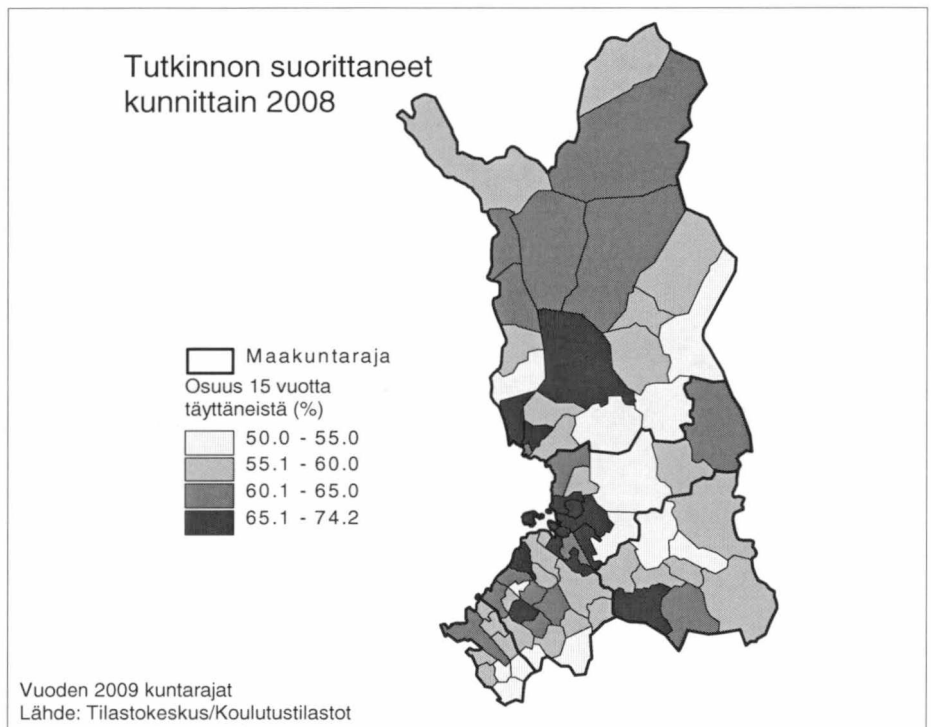 Tutkinnon suorittaneet
kunnittain 2008
Maakuntaraja
Osuus 15 vuotta
täyttäneistä (%)
50.0 - 55.0
55.1 - 60.0
60.1 - 65.0
65.1 - 74.2
Vuoden 2009 kuntarajat
Lähde: Tilastokeskus/Koulutustilastot